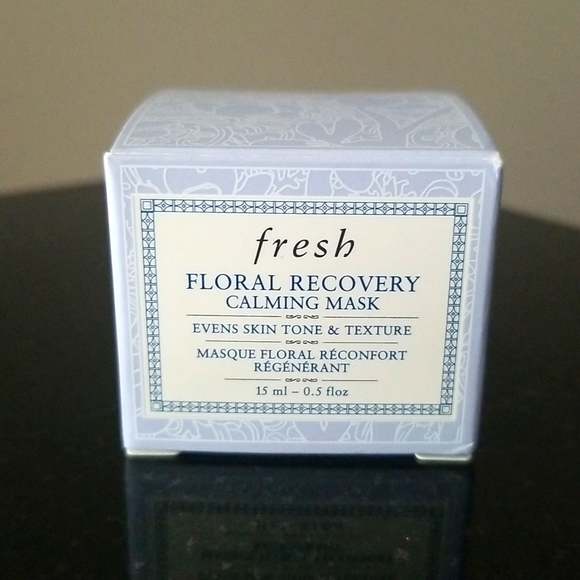 fresh
FLORAL RECOVERY
CALMING MASK
EVENS SKIN TONE & TEXTURE
MASQUE FLORAL RÉCONFORT
RÉGÉNÉRANT
15 ml – 0.5 floz